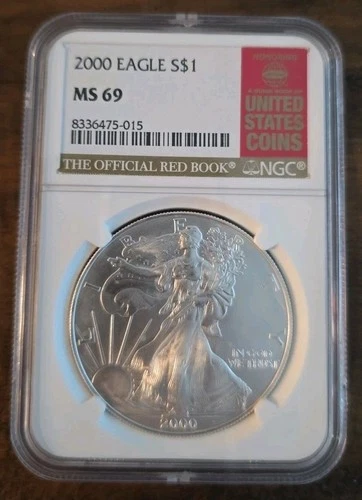 2000 EAGLE S$1
MS 69
8336475-015
UNITED
STATES
COINS
THE OFFICIAL RED BOOK® NGC®
LIBERTY
IN GOD
WE TRUST
2000